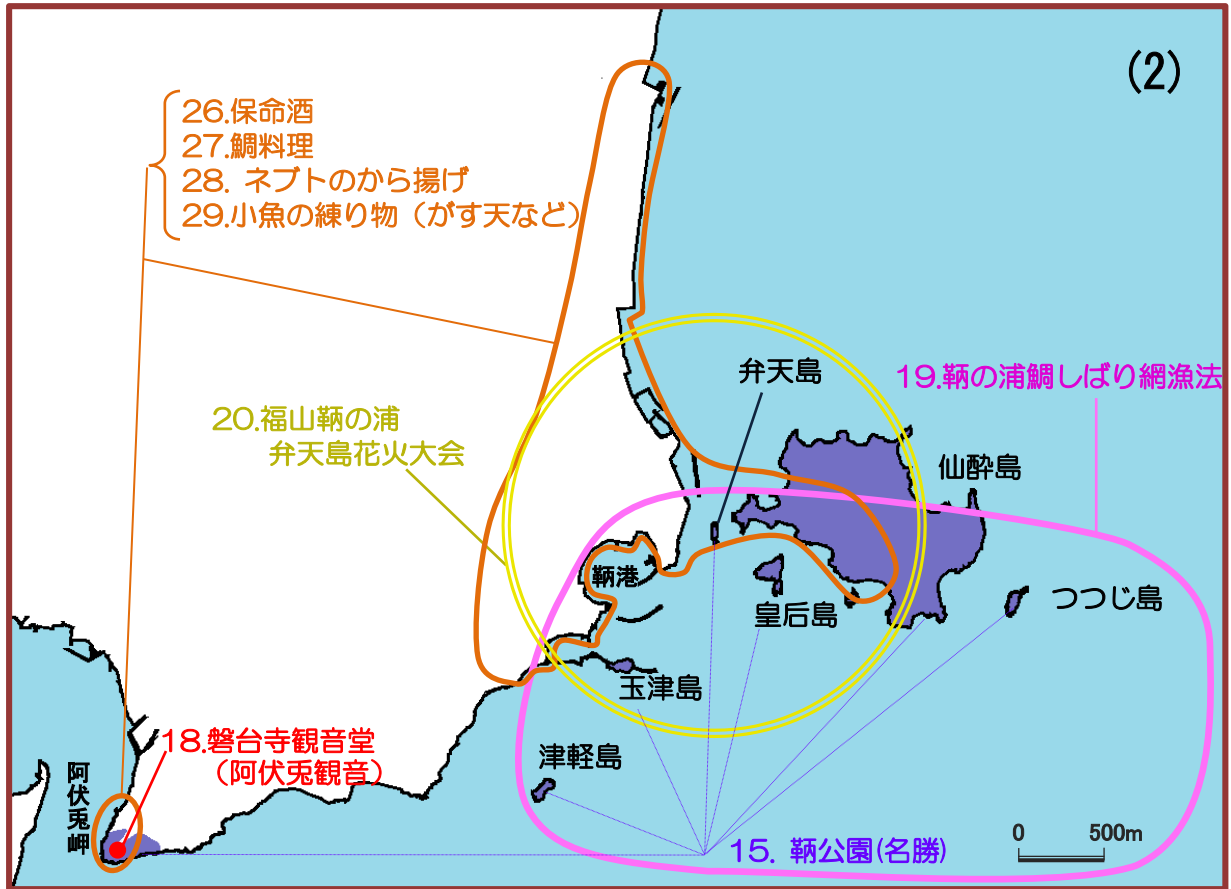 (2)
26.保命酒
27.鯛料理
28. ネブトのから揚げ
29.小魚の練り物（がす天など）
弁天島
19.鞆の浦鯛しばり網漁法
20.福山鞆の浦
弁天島花火大会
仙酔島
鞆港
皇后島
つつじ島
玉津島
18.磐台寺観音堂
（阿伏兎観音）
津軽島
阿伏兎岬
15. 鞆公園(名勝)
0 500m